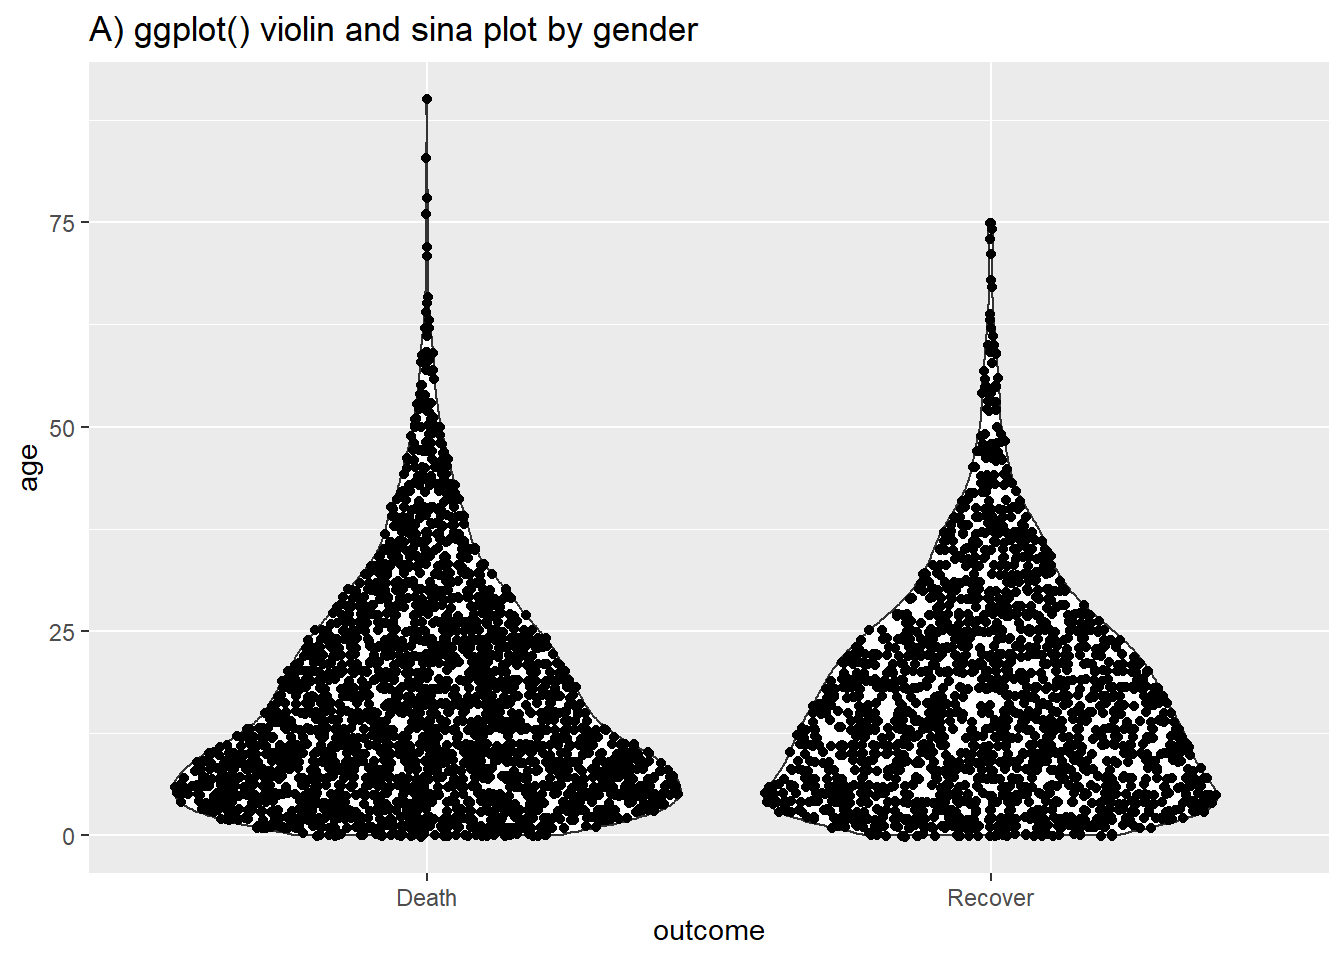 A) ggplot() violin and sina plot by gender
75
50
25
0
age
Death
Recover
outcome